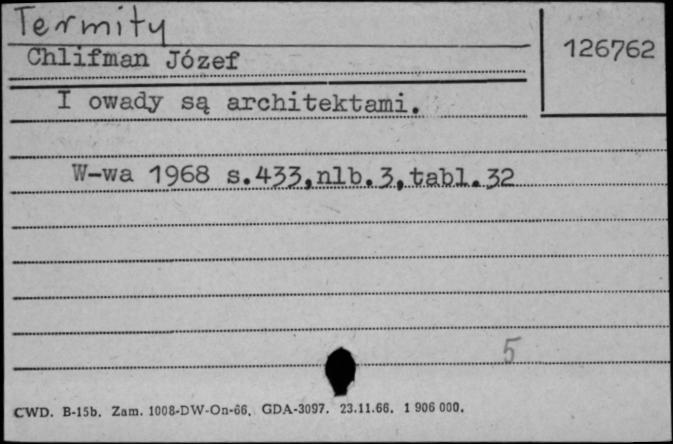 Termity
126762
Chlifman Józef
I owady są architektami.
W-wa 1968 s.433,nlb.3,tabl.32
5
CWD. B-15b. Zam. 1008-DW-On-66. GDA-3097. 23.11.66. 1 906 000.